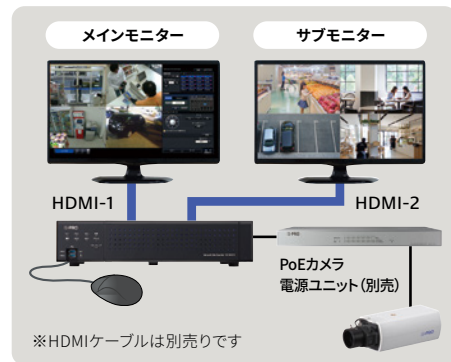 メインモニター
サブモニター
HDMI-1
HDMI-2
i-PRO
PoEカメラ
電源ユニット(別売)
※HDMIケーブルは別売りです